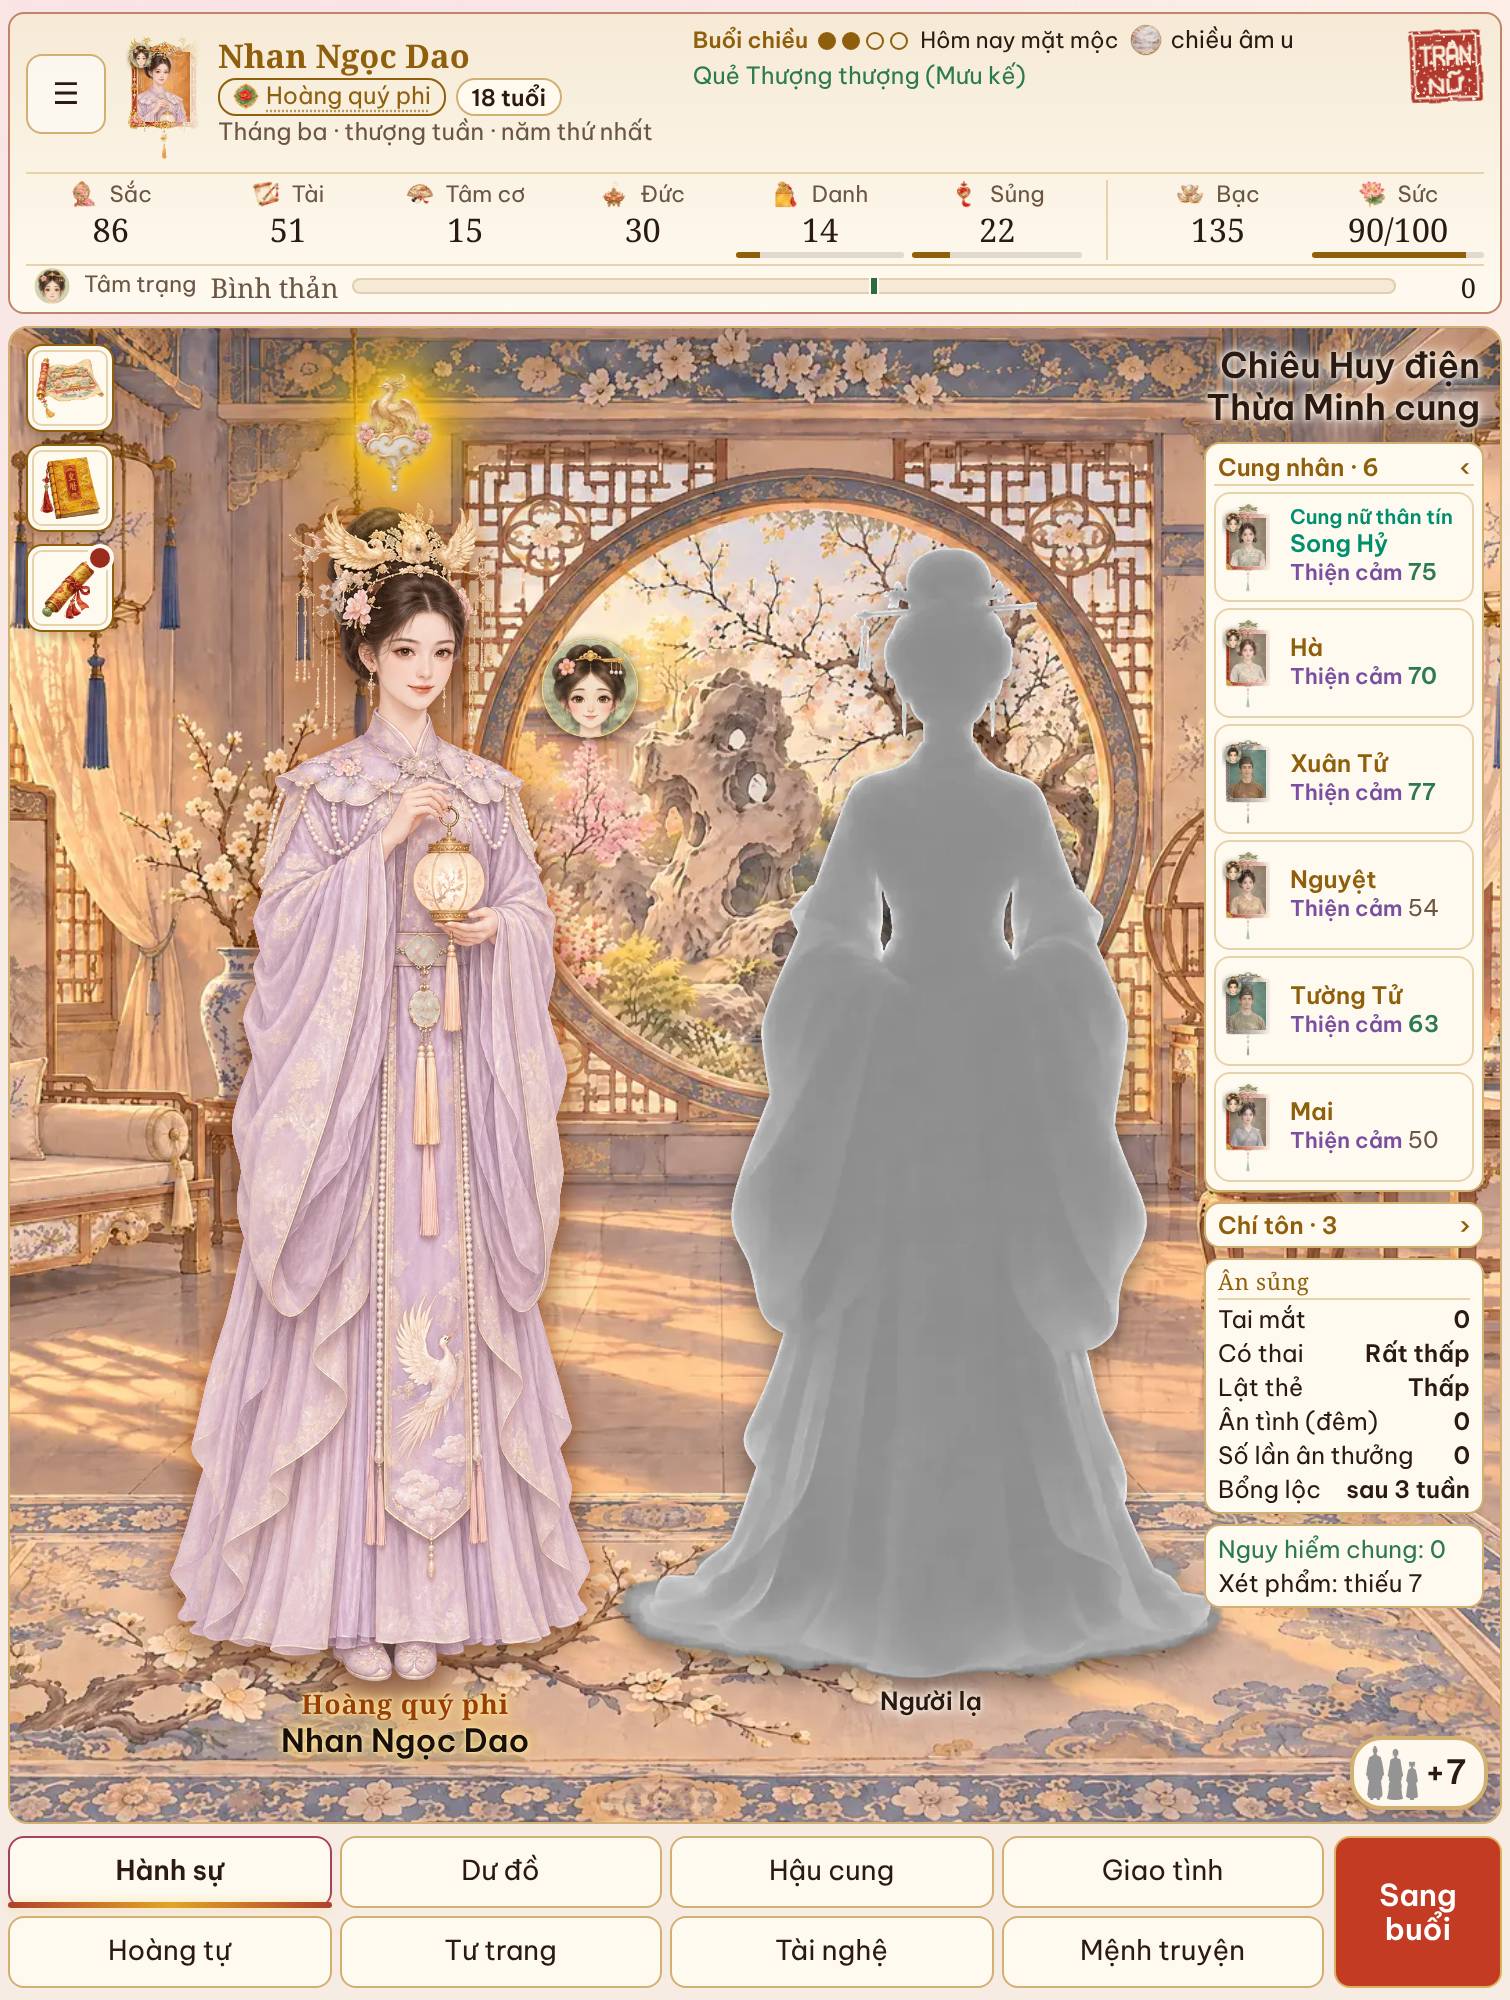 Nhan Ngọc Dao
Hoàng quý phi
18 tuổi
Tháng ba · thượng tuần · năm thứ nhất
Buổi chiều
Hôm nay mặt mộc
chiều âm u
Quẻ Thượng thượng (Mưu kế)
TRÂN
NỮ
Sắc
86
Tài
51
Tâm cơ
15
Đức
30
Danh
14
Sủng
22
Bạc
135
Sức
90/100
Tâm trạng Bình thản 0
Chiêu Huy điện
Thừa Minh cung
Cung nhân · 6 ‹
Cung nữ thân tín
Song Hỷ
Thiện cảm 75
Hà
Thiện cảm 70
Xuân Tử
Thiện cảm 77
Nguyệt
Thiện cảm 54
Tường Tử
Thiện cảm 63
Mai
Thiện cảm 50
Chí tôn · 3 ›
Ân sủng
Tai mắt 0
Có thai Rất thấp
Lật thẻ Thấp
Ân tình (đêm) 0
Số lần ân thưởng 0
Bổng lộc sau 3 tuần
Nguy hiểm chung: 0
Xét phẩm: thiếu 7
Hoàng quý phi
Nhan Ngọc Dao
Người lạ
+7
Hành sự
Dư đồ
Hậu cung
Giao tình
Hoàng tự
Tư trang
Tài nghệ
Mệnh truyện
Sang
buổi